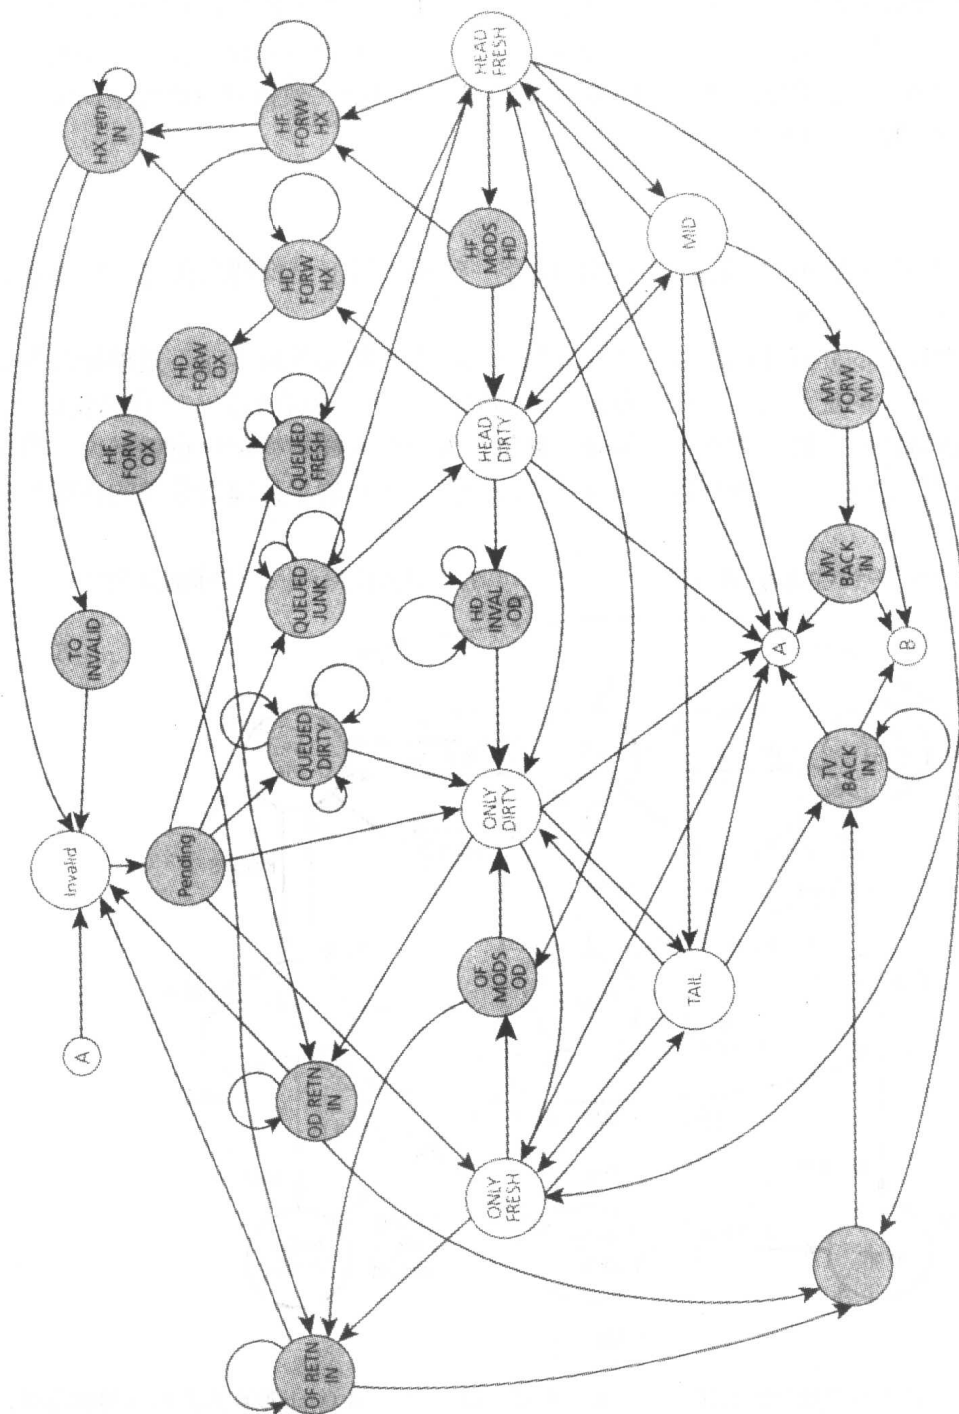 A
Invalid
TO
INVALID
HX retn
IN
HF
FORW
OX
Pending
HD
FORW
OX
OF RETN
IN
OD RETN
IN
QUEUED
DIRTY
QUEUED
JUNK
QUEUED
FRESH
HD
FORW
HX
HF
FORW
HX
ONLY
FRESH
OF
MODS
OD
ONLY
DIRTY
HD
INVAL
OD
HEAD
DIRTY
HF
MODS
HD
HEAD
FRESH
TAIL
MID
A
TV
BACK
IN
MV
BACK
IN
MV
FORW
MV
B